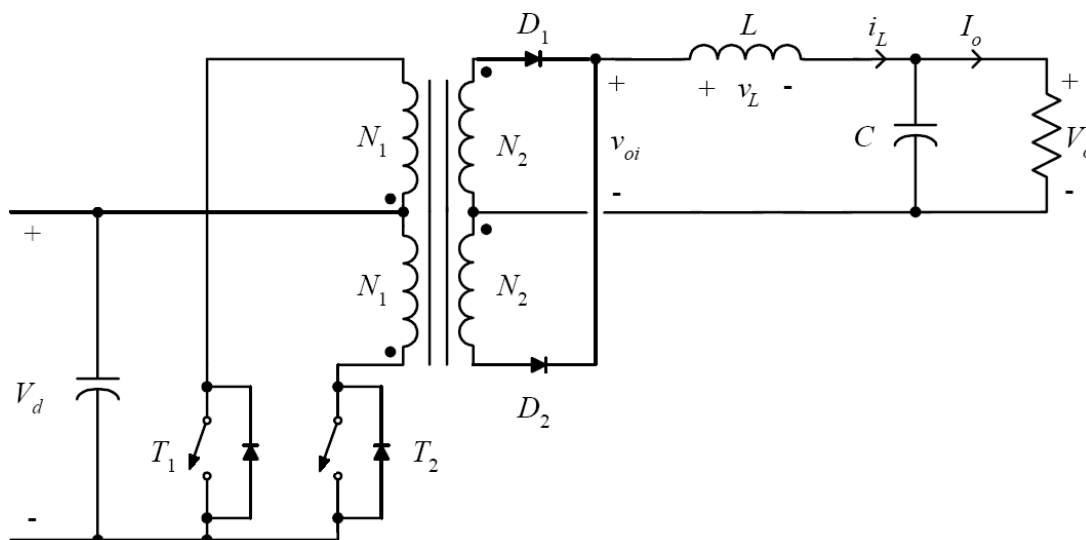 D1
L
iL
Io
+
+
vL
-
+
N1
N2
voi
C
Vo
-
-
+
N1
N2
Vd
D2
T1
T2
-